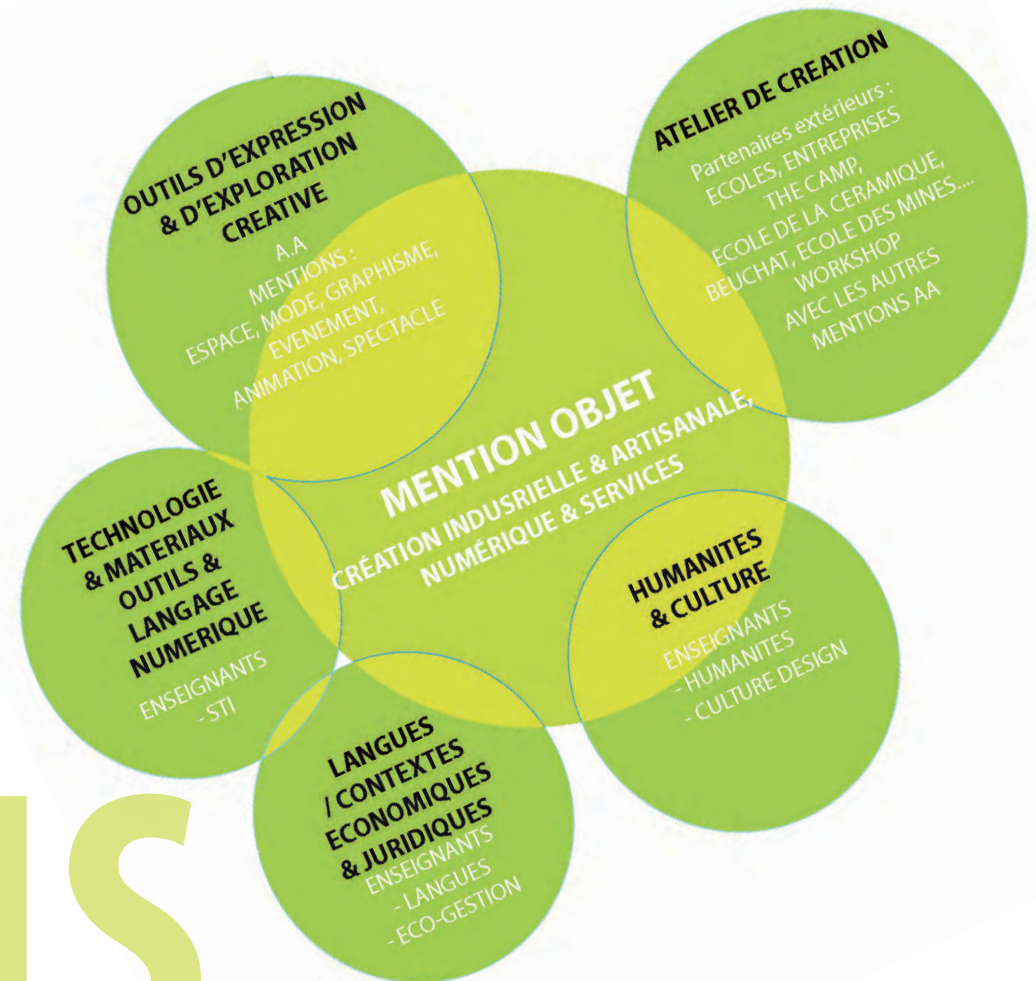 OUTILS D'EXPRESSION
& D'EXPLORATION
CREATIVE
A.A
MENTIONS :
ESPACE, MODE, GRAPHISME,
EVENEMENT,
ANIMATION, SPECTACLE
ATELIER DE CREATION
Partenaires extérieurs :
ECOLES, ENTREPRISES
THE CAMP,
ECOLE DE LA CERAMIQUE,
BEUCHAT, ECOLE DES MINES....
WORKSHOP
AVEC LES AUTRES
MENTIONS AA
MENTION OBJET
CRÉATION INDUSRIELLE & ARTISANALE,
NUMÉRIQUE & SERVICES
TECHNOLOGIE
& MATERIAUX
OUTILS &
LANGAGE
NUMERIQUE
ENSEIGNANTS
- STI
HUMANITES
& CULTURE
ENSEIGNANTS
- HUMANITES
- CULTURE DESIGN
LANGUES
/ CONTEXTES
ECONOMIQUES
& JURIDIQUES
ENSEIGNANTS
- LANGUES
- ECO-GESTION